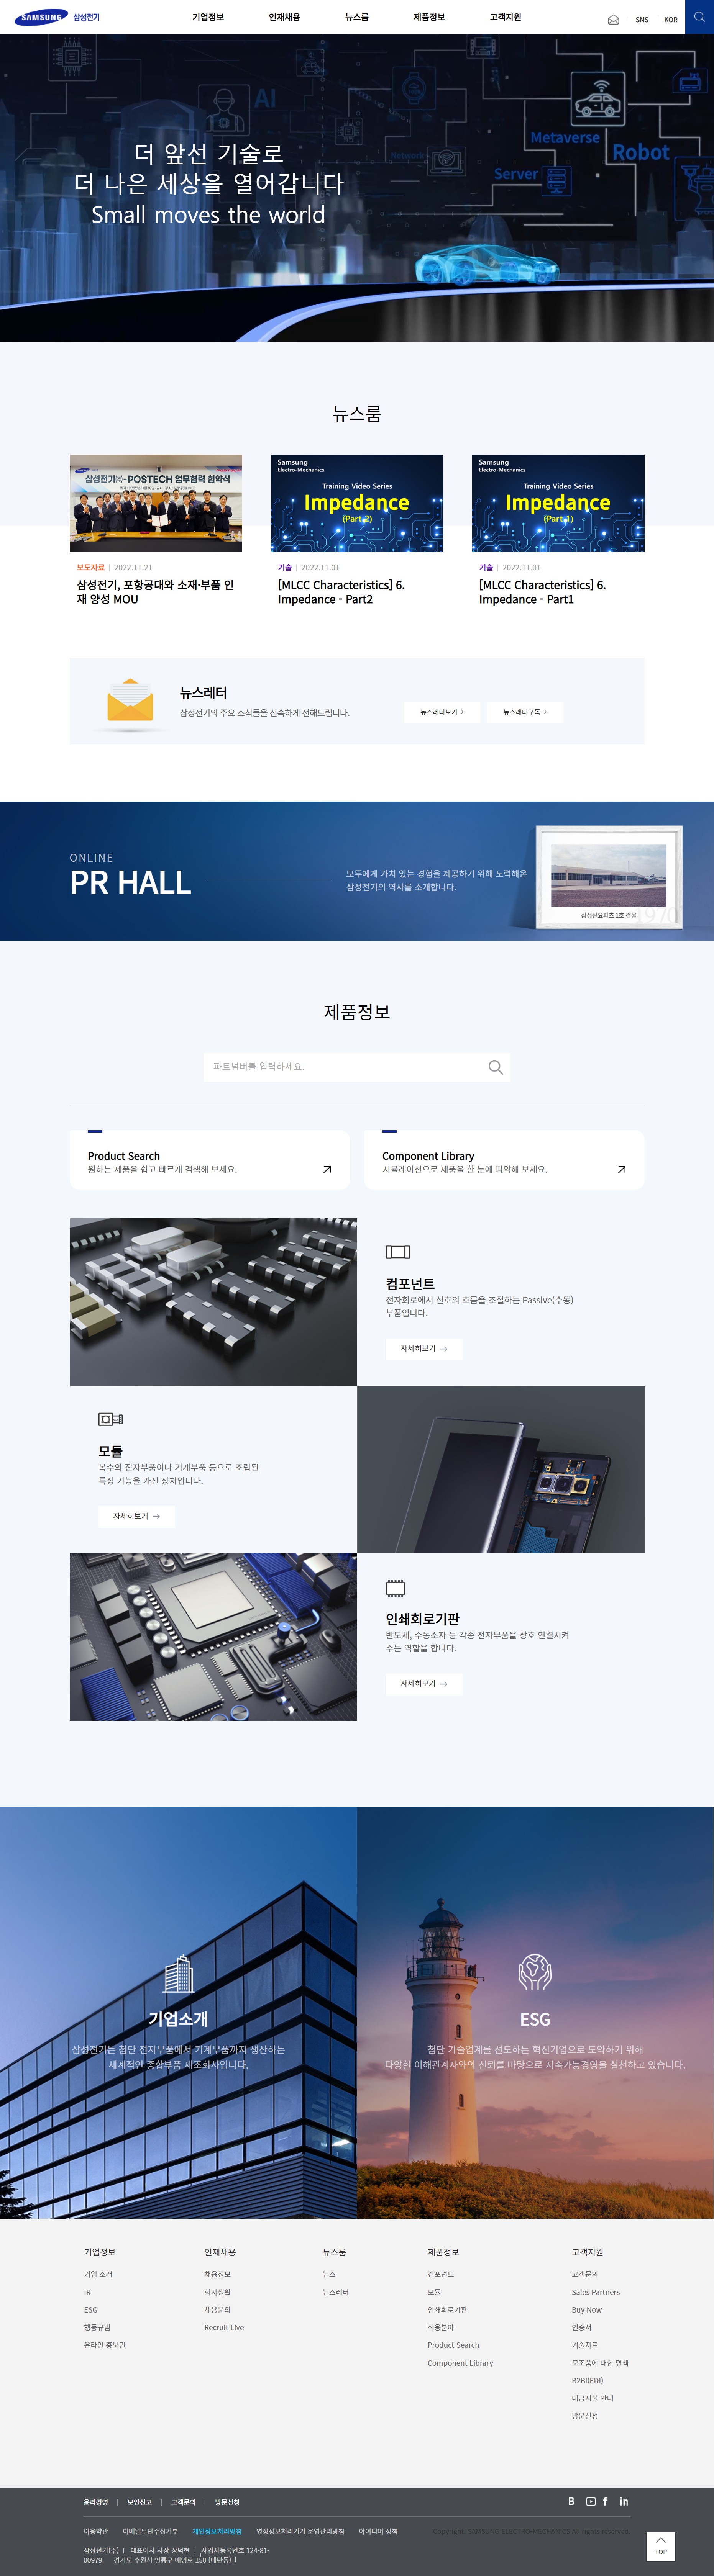 SAMSUNG 삼성전기
기업정보 인재채용 뉴스룸 제품정보 고객지원
SNS KOR
AI
Metaverse
Robot
Network
Server
더 앞선 기술로
더 나은 세상을 열어갑니다
Small moves the world
뉴스룸
삼성전기㈜-POSTECH 업무협력 협약식
Samsung
Electro-Mechanics
Training Video Series
Impedance
(Part 2)
Samsung
Electro-Mechanics
Training Video Series
Impedance
(Part 1)
보도자료 | 2022.11.21
삼성전기, 포항공대와 소재·부품 인
재 양성 MOU
기술 | 2022.11.01
[MLCC Characteristics] 6.
Impedance - Part2
기술 | 2022.11.01
[MLCC Characteristics] 6.
Impedance - Part1
뉴스레터
삼성전기의 주요 소식들을 신속하게 전해드립니다.
뉴스레터보기 >
뉴스레터구독 >
ONLINE
PR HALL
모두에게 가치 있는 경험을 제공하기 위해 노력해온
삼성전기의 역사를 소개합니다.
삼성산요파츠 1호 건물
1970
제품정보
파트넘버를 입력하세요.
Product Search
원하는 제품을 쉽고 빠르게 검색해 보세요.
Component Library
시뮬레이션으로 제품을 한 눈에 파악해 보세요.
컴포넌트
전자회로에서 신호의 흐름을 조절하는 Passive(수동)
부품입니다.
자세히보기 →
모듈
복수의 전자부품이나 기계부품 등으로 조립된
특정 기능을 가진 장치입니다.
자세히보기 →
인쇄회로기판
반도체, 수동소자 등 각종 전자부품을 상호 연결시켜
주는 역할을 합니다.
자세히보기 →
기업소개
삼성전기는 첨단 전자부품에서 기계부품까지 생산하는
세계적인 종합부품 제조회사입니다.
ESG
첨단 기술업계를 선도하는 혁신기업으로 도약하기 위해
다양한 이해관계자와의 신뢰를 바탕으로 지속가능경영을 실천하고 있습니다.
기업정보
기업 소개
IR
ESG
행동규범
온라인 홍보관
인재채용
채용정보
회사생활
채용문의
Recruit Live
뉴스룸
뉴스
뉴스레터
제품정보
컴포넌트
모듈
인쇄회로기판
적용분야
Product Search
Component Library
고객지원
고객문의
Sales Partners
Buy Now
인증서
기술자료
모조품에 대한 면책
B2Bi(EDI)
대금지불 안내
방문신청
윤리경영 | 보안신고 | 고객문의 | 방문신청
B f in
이용약관 이메일무단수집거부 개인정보처리방침 영상정보처리기기 운영관리방침 아이디어 정책
Copyright, SAMSUNG ELECTRO-MECHANICS All rights reserved.
삼성전기(주) | 대표이사 사장 장덕현 | 사업자등록번호 124-81-
00979 경기도 수원시 영통구 매영로 150 (매탄동) |
TOP